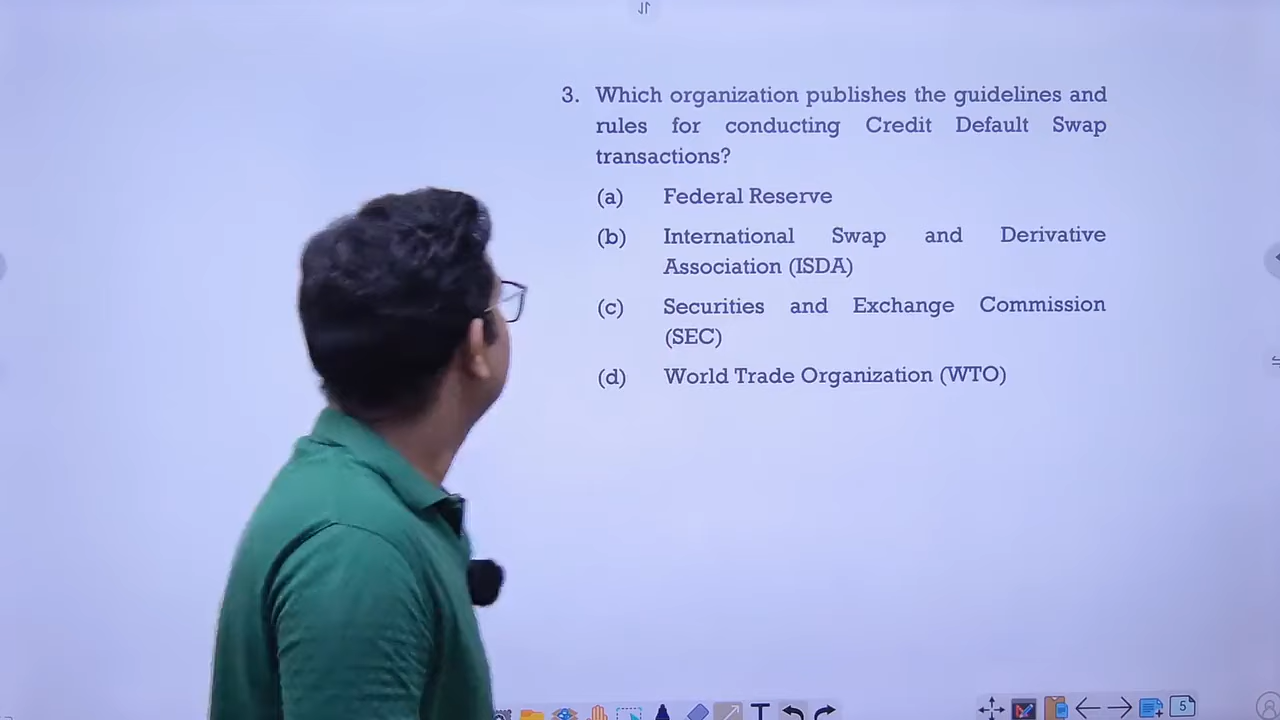 3. Which organization publishes the guidelines and
rules for conducting Credit Default Swap
transactions?
(a) Federal Reserve
(b) International Swap and Derivative
Association (ISDA)
(c) Securities and Exchange Commission
(SEC)
(d) World Trade Organization (WTO)
T
5